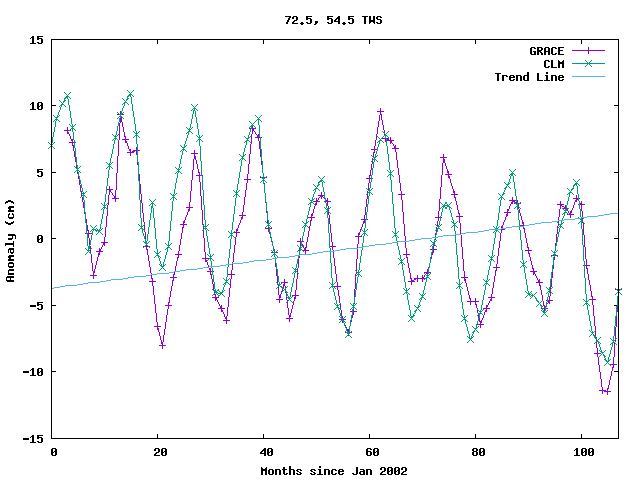 72.5, 54.5 TWS
GRACE
CLM
Trend Line
15
10
5
0
-5
-10
-15
Anomaly (cm)
0 20 40 60 80 100
Months since Jan 2002